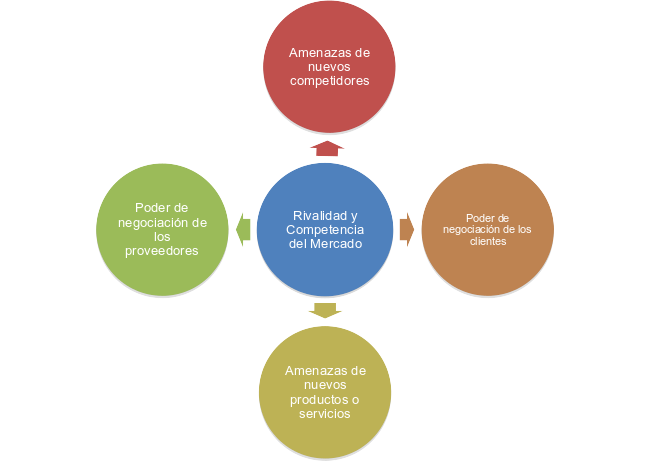 Amenazas de
nuevos
competidores
Poder de
negociación de
los
proveedores
Rivalidad y
Competencia
del Mercado
Poder de
negociación de los
clientes
Amenazas de
nuevos
productos o
servicios